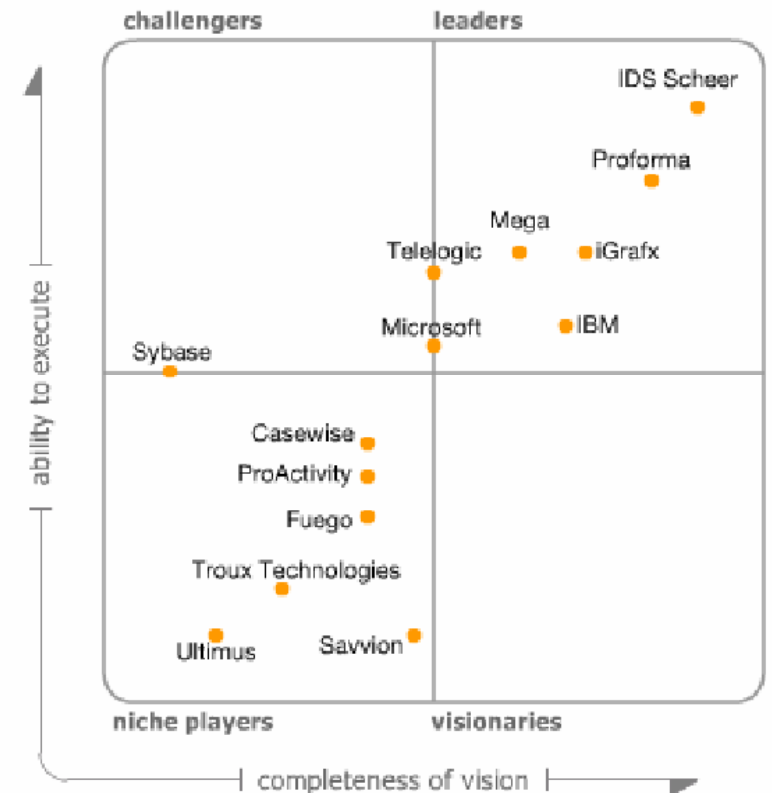 challengers
leaders
IDS Scheer
Proforma
Mega
Telelogic
iGrafx
Microsoft
IBM
Sybase
ability to execute
Casewise
ProActivity
Fuego
Troux Technologies
Ultimus
Savvion
niche players
visionaries
completeness of vision